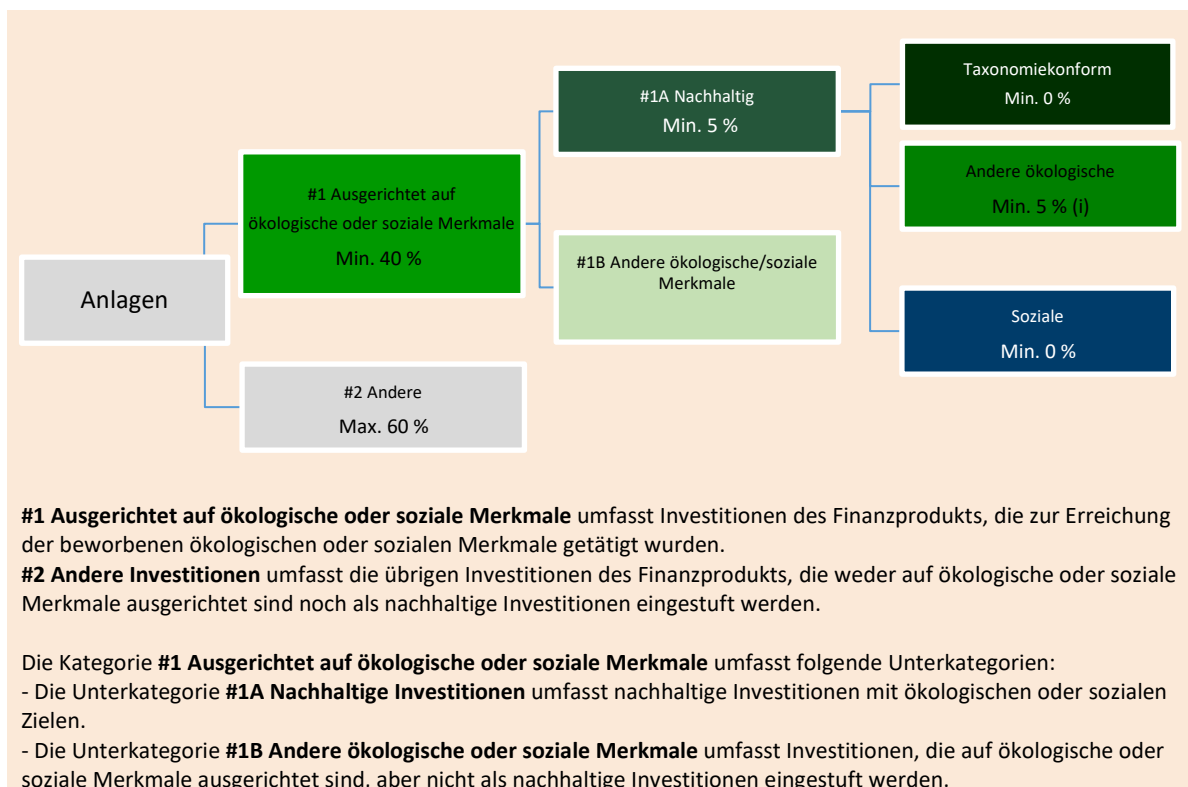 Anlagen
#1 Ausgerichtet auf
ökologische oder soziale Merkmale
Min. 40 %
#2 Andere
Max. 60 %
#1A Nachhaltig
Min. 5 %
#1B Andere ökologische/soziale
Merkmale
Taxonomiekonform
Min. 0 %
Andere ökologische
Min. 5 % (i)
Soziale
Min. 0 %
#1 Ausgerichtet auf ökologische oder soziale Merkmale umfasst Investitionen des Finanzprodukts, die zur Erreichung
der beworbenen ökologischen oder sozialen Merkmale getätigt wurden.
#2 Andere Investitionen umfasst die übrigen Investitionen des Finanzprodukts, die weder auf ökologische oder soziale
Merkmale ausgerichtet sind noch als nachhaltige Investitionen eingestuft werden.
Die Kategorie #1 Ausgerichtet auf ökologische oder soziale Merkmale umfasst folgende Unterkategorien:
- Die Unterkategorie #1A Nachhaltige Investitionen umfasst nachhaltige Investitionen mit ökologischen oder sozialen
Zielen.
- Die Unterkategorie #1B Andere ökologische oder soziale Merkmale umfasst Investitionen, die auf ökologische oder
soziale Merkmale ausgerichtet sind, aber nicht als nachhaltige Investitionen eingestuft werden.